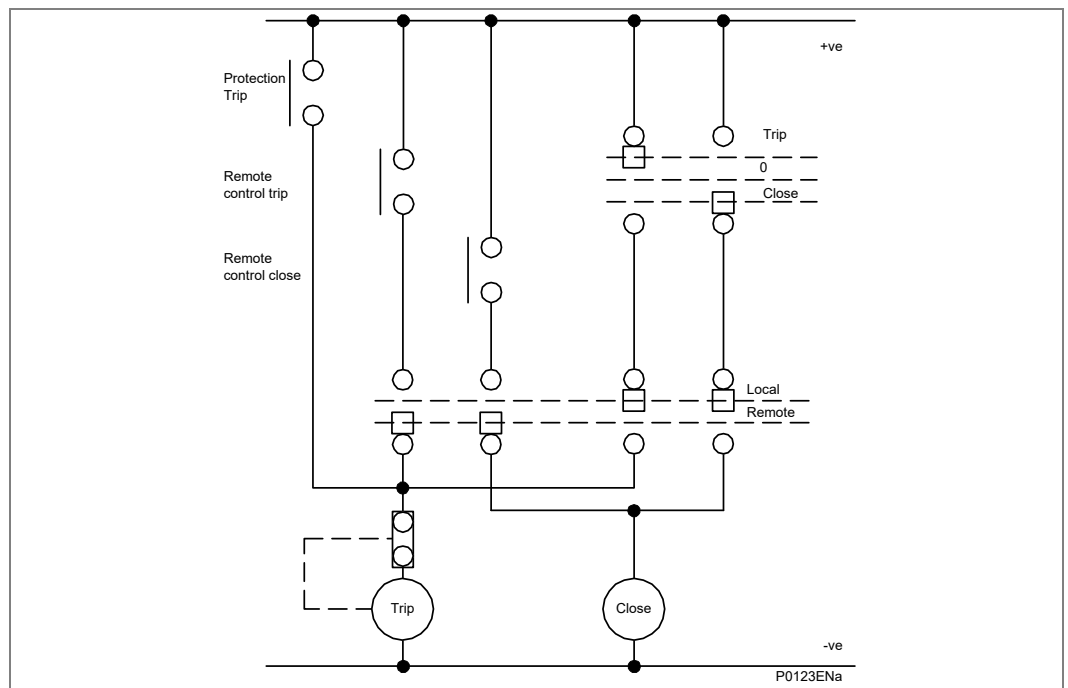 +ve
Protection
Trip
Trip
0
Remote
control trip
Close
Remote
control close
Local
Remote
Trip
Close
-ve
P0123ENa